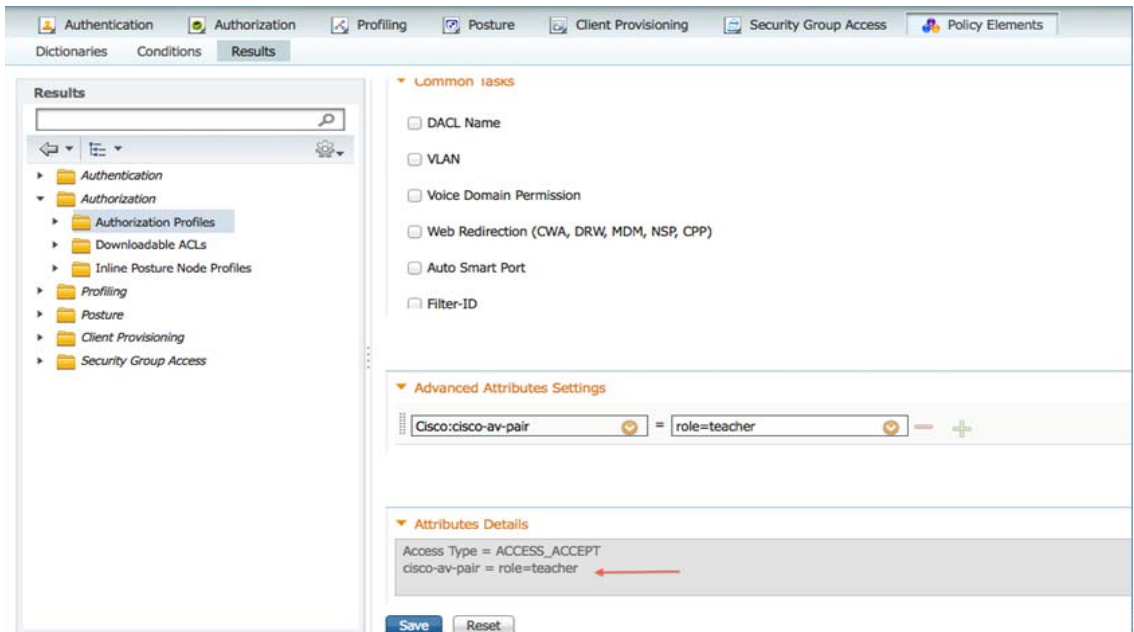 Authentication Authorization Profiling Posture Client Provisioning Security Group Access Policy Elements
Dictionaries Conditions Results
Results
Authentication
Authorization
Authorization Profiles
Downloadable ACLs
Inline Posture Node Profiles
Profiling
Posture
Client Provisioning
Security Group Access
Common Tasks
DACL Name
VLAN
Voice Domain Permission
Web Redirection (CWA, DRW, MDM, NSP, CPP)
Auto Smart Port
Filter-ID
Advanced Attributes Settings
Cisco:cisco-av-pair = role=teacher
Attributes Details
Access Type = ACCESS_ACCEPT
cisco-av-pair = role=teacher
Save Reset